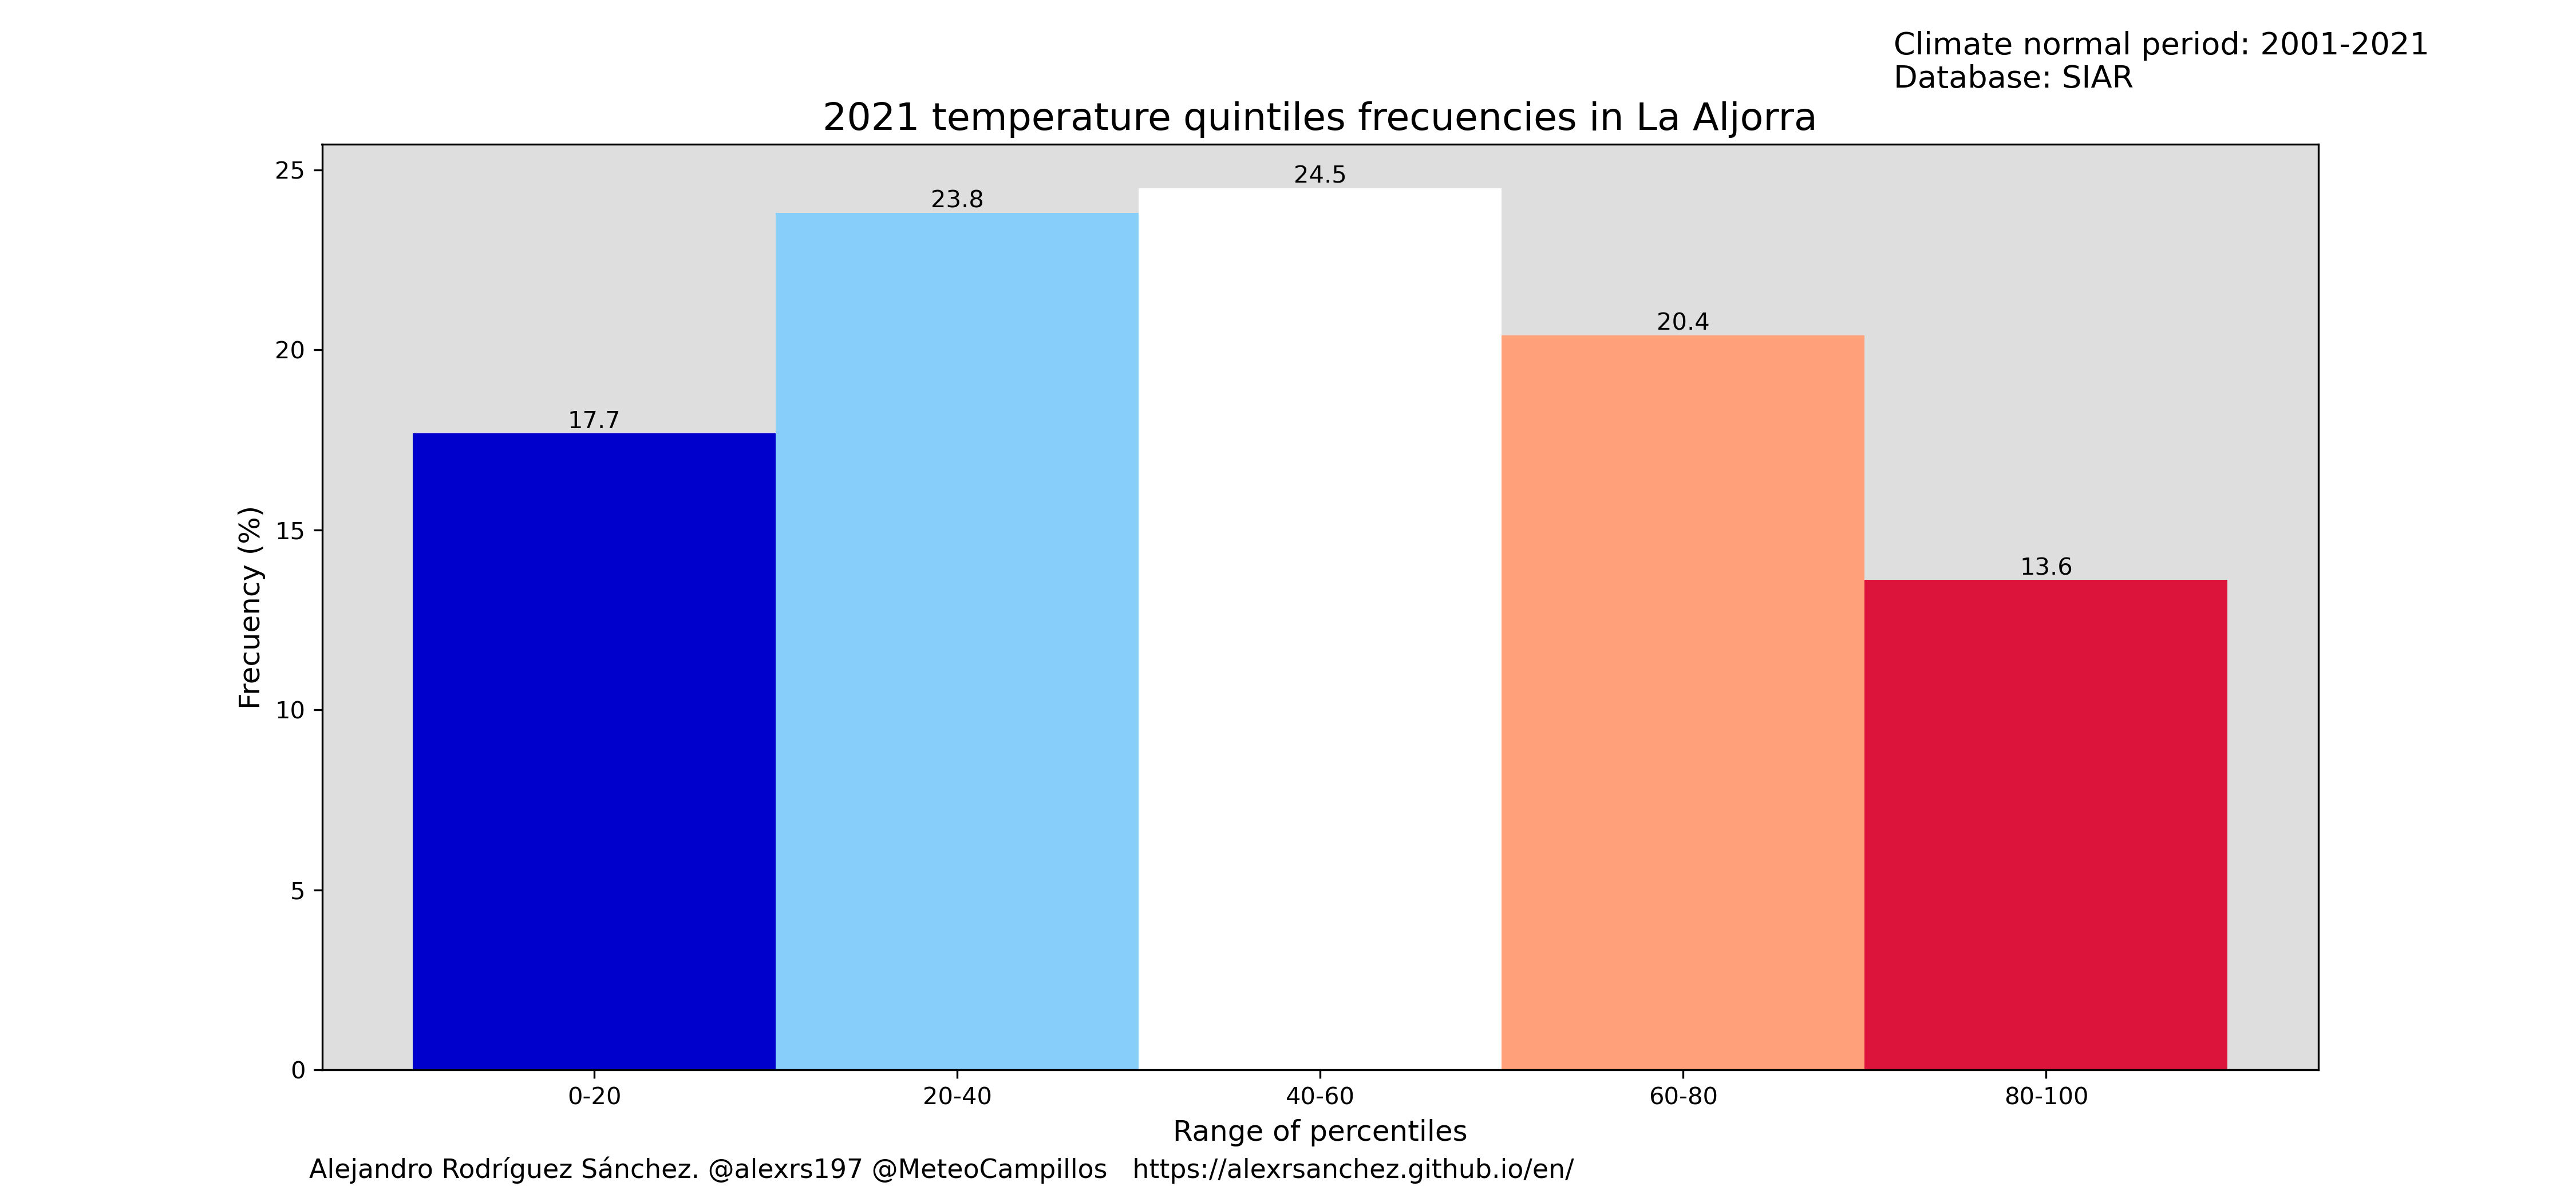 Climate normal period: 2001-2021
Database: SIAR
2021 temperature quintiles frecuencies in La Aljorra
25
20
15
10
5
0
Frecuency (%)
17.7
23.8
24.5
20.4
13.6
0-20
20-40
40-60
60-80
80-100
Range of percentiles
Alejandro Rodríguez Sánchez. @alexrs197 @MeteoCampillos https://alexrsanchez.github.io/en/